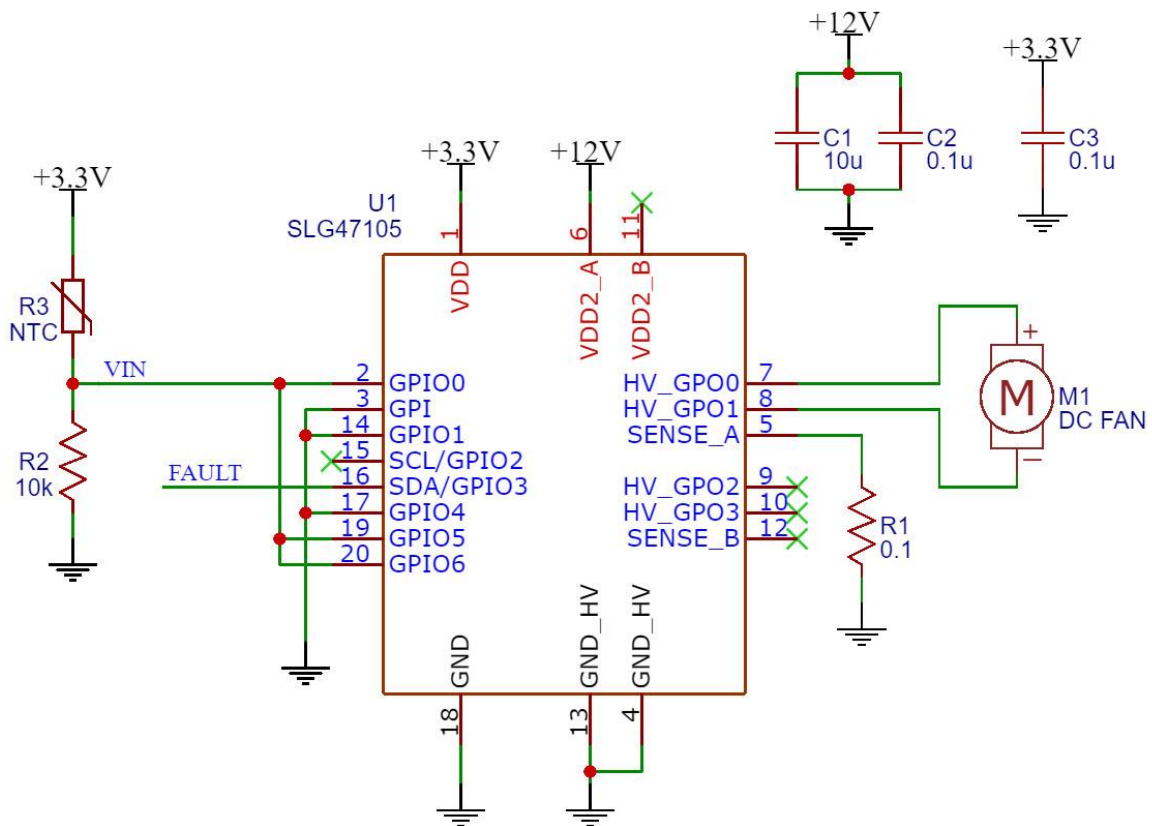 +12V
+3.3V
C1
10u
C2
0.1u
C3
0.1u
+3.3V
+12V
+3.3V
U1
SLG47105
1
6
11
VDD
VDD2_A
VDD2_B
R3
NTC
VIN
2 GPIO0
3 GPI
14 GPIO1
15 SCL/GPIO2
FAULT
16 SDA/GPIO3
17 GPIO4
19 GPIO5
20 GPIO6
R2
10k
HV_GPO0 7
HV_GPO1 8
SENSE_A 5
HV_GPO2 9
HV_GPO3 10
SENSE_B 12
+
M
-
M1
DC FAN
R1
0.1
GND
GND_HV
GND_HV
18
13
4